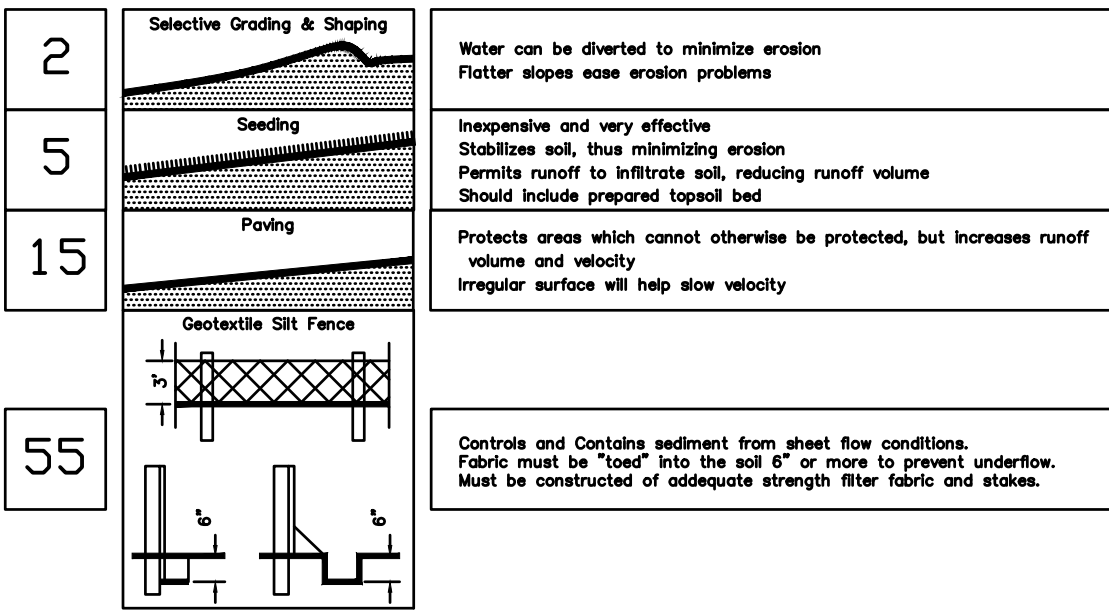 2
Selective Grading & Shaping
Water can be diverted to minimize erosion
Flatter slopes ease erosion problems
5
Seeding
Inexpensive and very effective
Stabilizes soil, thus minimizing erosion
Permits runoff to infiltrate soil, reducing runoff volume
Should include prepared topsoil bed
15
Paving
Protects areas which cannot otherwise be protected, but increases runoff
volume and velocity
Irregular surface will help slow velocity
55
Geotextile Silt Fence
3'
6"
6"
Controls and Contains sediment from sheet flow conditions.
Fabric must be "toed" into the soil 6" or more to prevent underflow.
Must be constructed of addequate strength filter fabric and stakes.